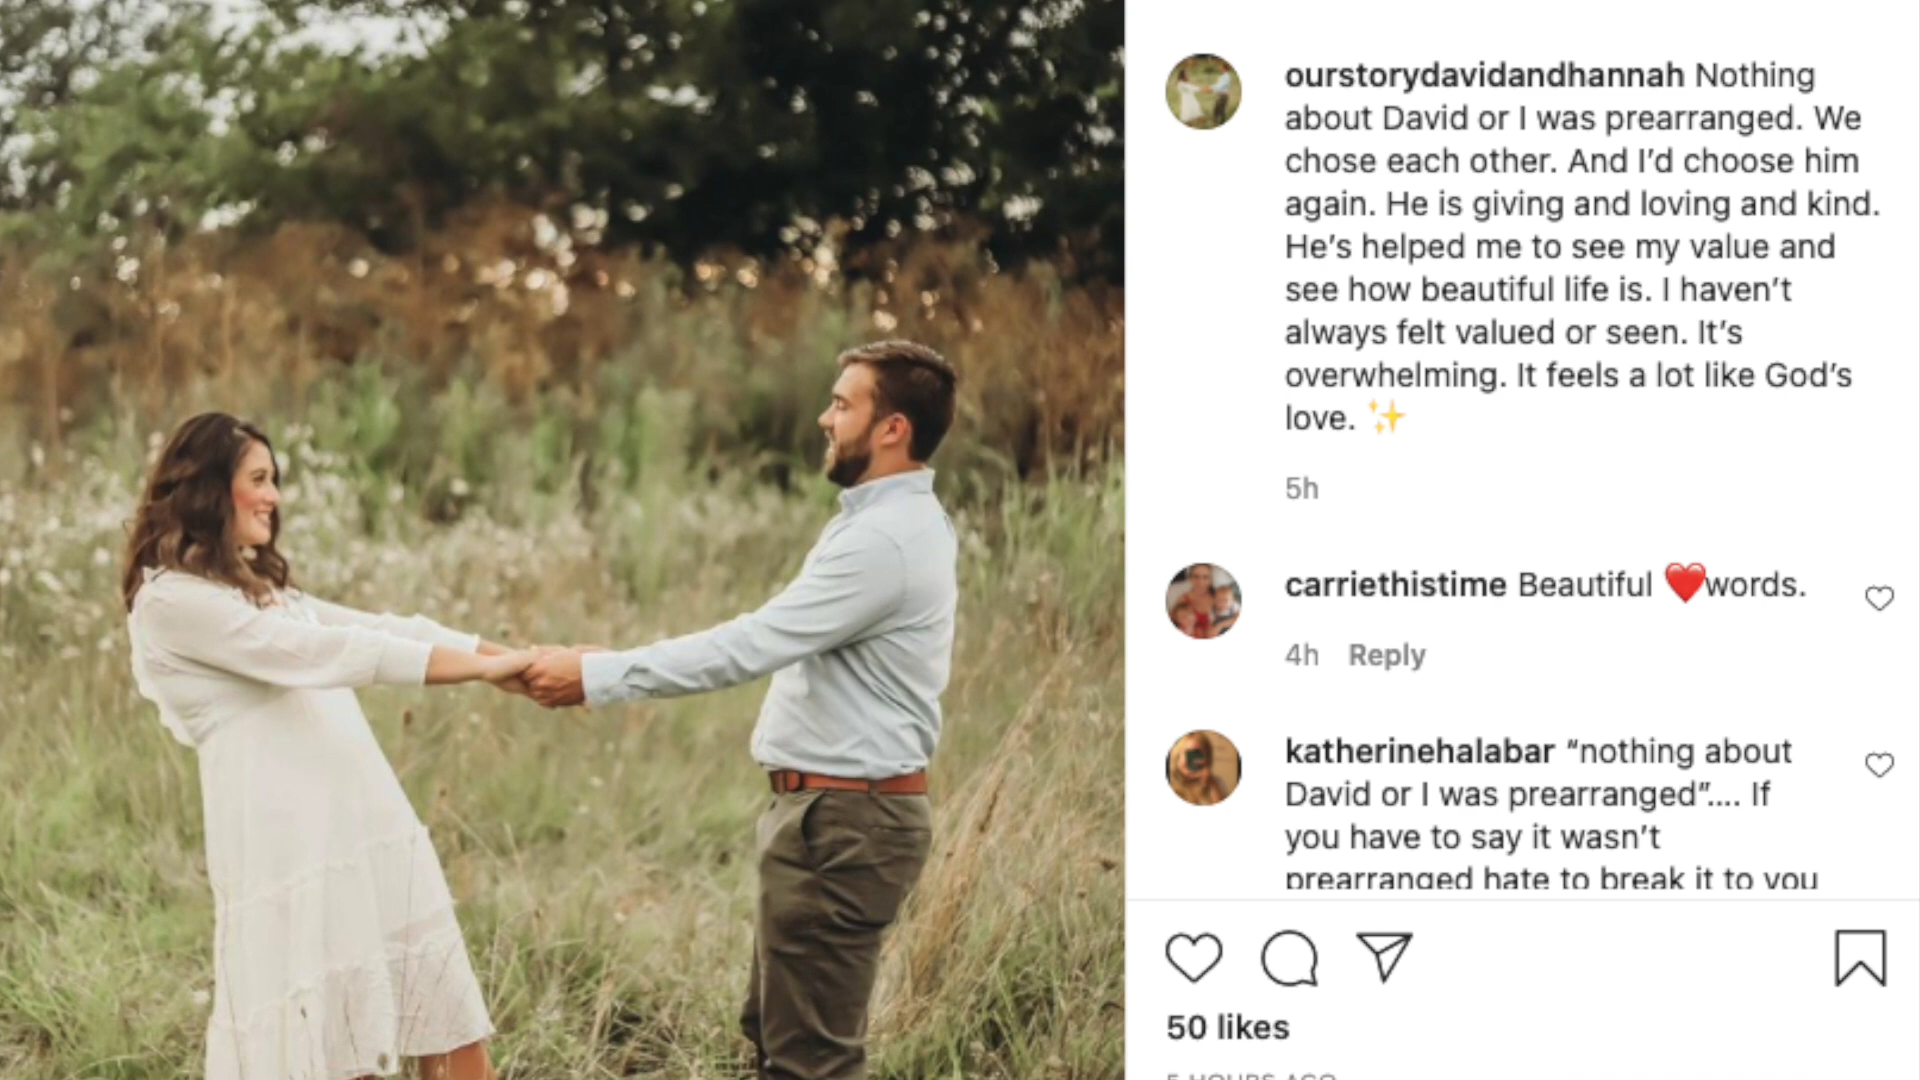 ourstorydavidandhannah Nothing
about David or I was prearranged. We
chose each other. And I’d choose him
again. He is giving and loving and kind.
He’s helped me to see my value and
see how beautiful life is. I haven’t
always felt valued or seen. It’s
overwhelming. It feels a lot like God’s
love. ✨
5h
carriethistime Beautiful ❤️words.
4h Reply
katherinehalabar “nothing about
David or I was prearranged”.... If
you have to say it wasn’t
prearranged hate to break it to you
50 likes
5 HOURS AGO